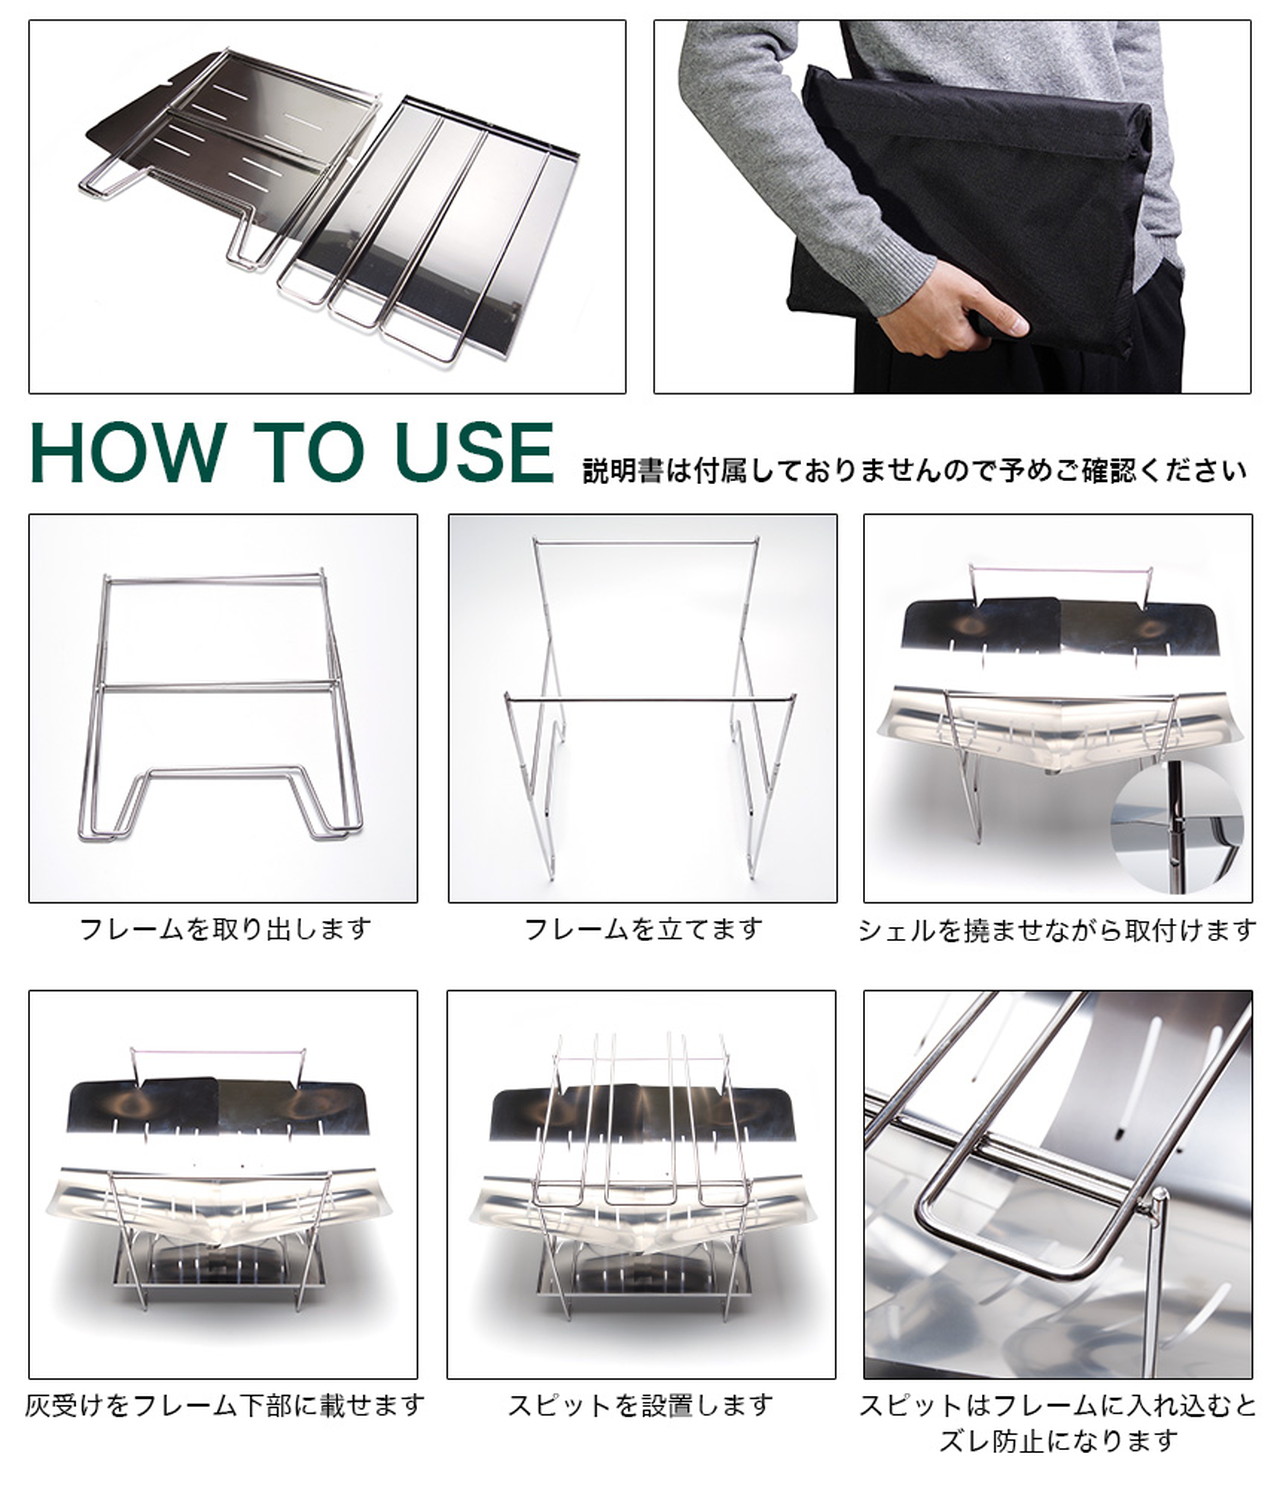 HOW TO USE 説明書は付属しておりませんので予めご確認ください
フレームを取り出します
フレームを立てます
シェルを撓ませながら取付けます
灰受けをフレーム下部に載せます
スピットを設置します
スピットはフレームに入れ込むと
ズレ防止になります